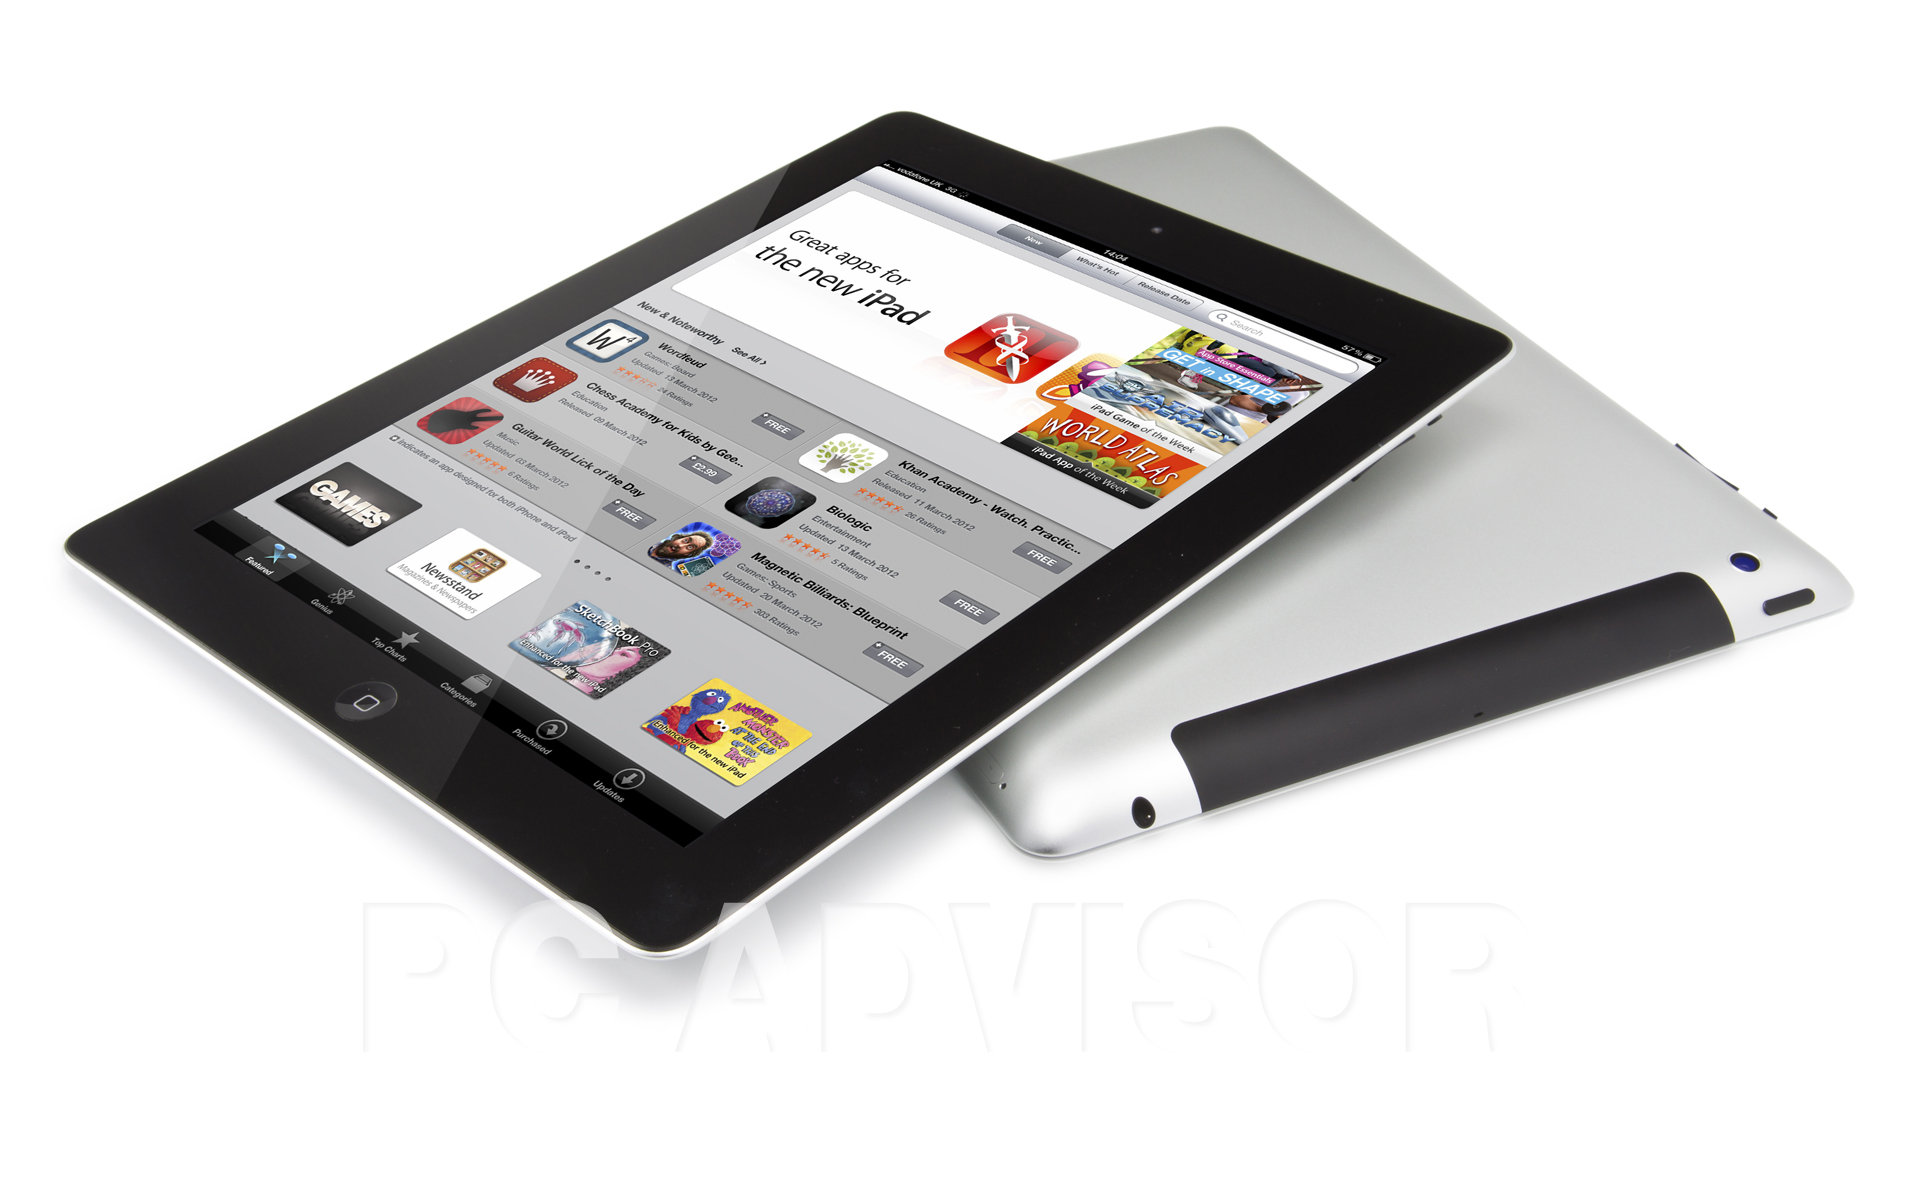 vodafone UK 3G
14:04
57%
New
What's Hot
Release Date
Search
Great apps for
the new iPad
App Store Essentials
GET in SHAPE
AIR
SUPREMACY
iPad Game of the Week
WORLD ATLAS
iPad App of the Week
New & Noteworthy
See All ›
W4
Wordfeud
Games: Board
Updated 13 March 2012
24 Ratings
FREE
Chess Academy for Kids by Gee...
Education
Released 09 March 2012
£2.99
Guitar World Lick of the Day
Music
Updated 03 March 2012
6 Ratings
FREE
Khan Academy - Watch. Practic...
Education
Released 11 March 2012
26 Ratings
FREE
Biologic
Entertainment
Updated 13 March 2012
5 Ratings
FREE
Magnetic Billiards: Blueprint
Games: Sports
Updated 20 March 2012
303 Ratings
FREE
+ Indicates an app designed for both iPhone and iPad
GAMES
Newsstand
Magazines & Newspapers
SketchBook Pro
Enhanced for the new iPad
ANOTHER
MONSTER
AT THE END
OF THIS
BOOK
Enhanced for the new iPad
Featured
Genius
Top Charts
Categories
Purchased
Updates
PC ADVISOR